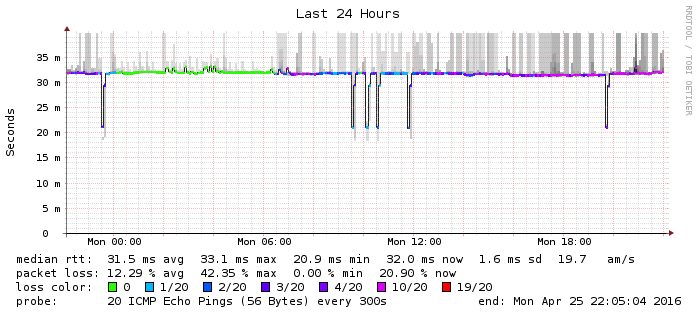 Last 24 Hours
RRDTOOL / TOBI OETIKER
Seconds
35 m
30 m
25 m
20 m
15 m
10 m
5 m
0
Mon 00:00 Mon 06:00 Mon 12:00 Mon 18:00
median rtt: 31.5 ms avg 33.1 ms max 20.9 ms min 32.0 ms now 1.6 ms sd 19.7 am/s
packet loss: 12.29 % avg 42.35 % max 0.00 % min 20.90 % now
loss color: 0 1/20 2/20 3/20 4/20 10/20 19/20
probe: 20 ICMP Echo Pings (56 Bytes) every 300s end: Mon Apr 25 22:05:04 2016